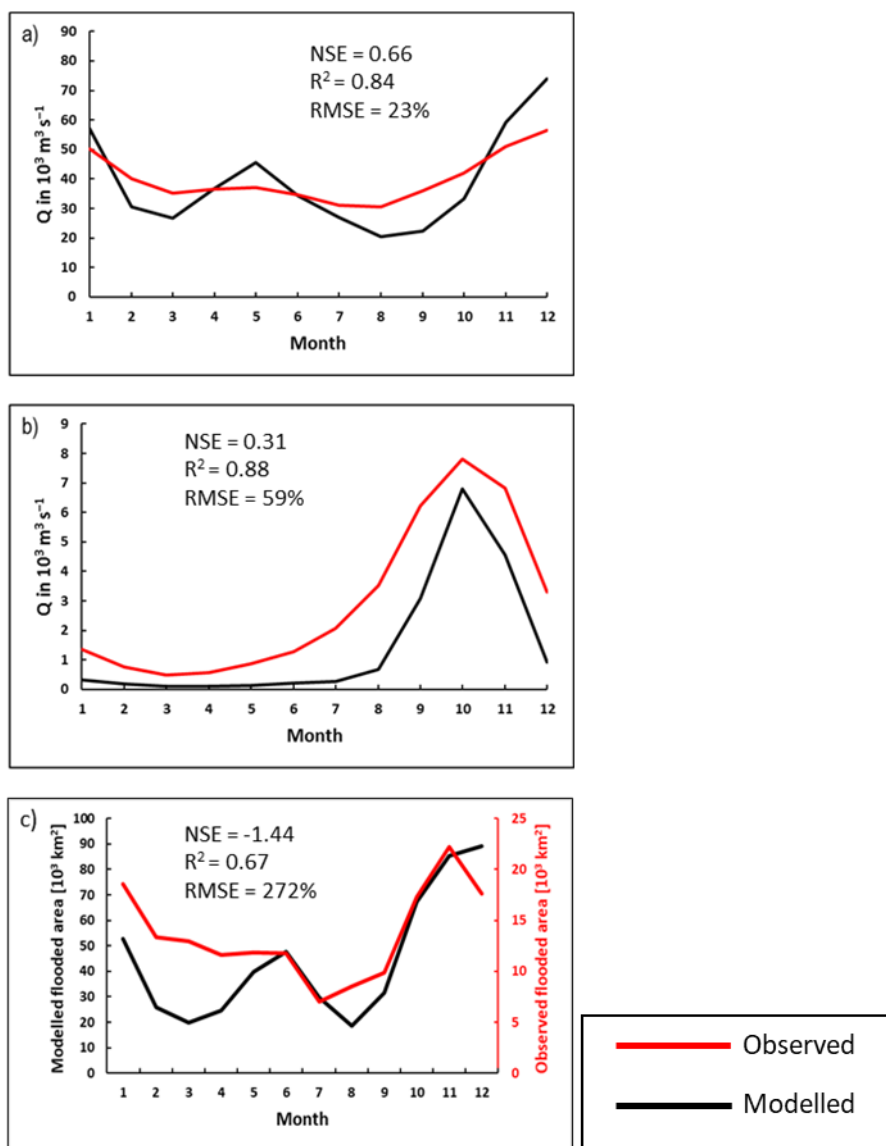 a)
NSE = 0.66
R² = 0.84
RMSE = 23%
Q in 10³ m³ s⁻¹
90
80
70
60
50
40
30
20
10
0
1 2 3 4 5 6 7 8 9 10 11 12
Month
b)
NSE = 0.31
R² = 0.88
RMSE = 59%
Q in 10³ m³ s⁻¹
9
8
7
6
5
4
3
2
1
0
1 2 3 4 5 6 7 8 9 10 11 12
Month
c)
NSE = -1.44
R² = 0.67
RMSE = 272%
Modelled flooded area [10³ km²]
100
90
80
70
60
50
40
30
20
10
0
Observed flooded area [10³ km²]
25
20
15
10
5
0
1 2 3 4 5 6 7 8 9 10 11 12
Month
Observed
Modelled